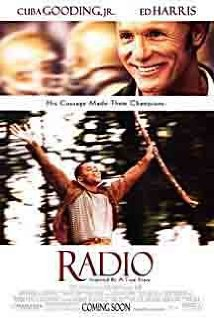 CUBA GOODING, JR. ED HARRIS
His Courage Made Them Champions.
RADIO
Inspired By A True Story
COMING SOON